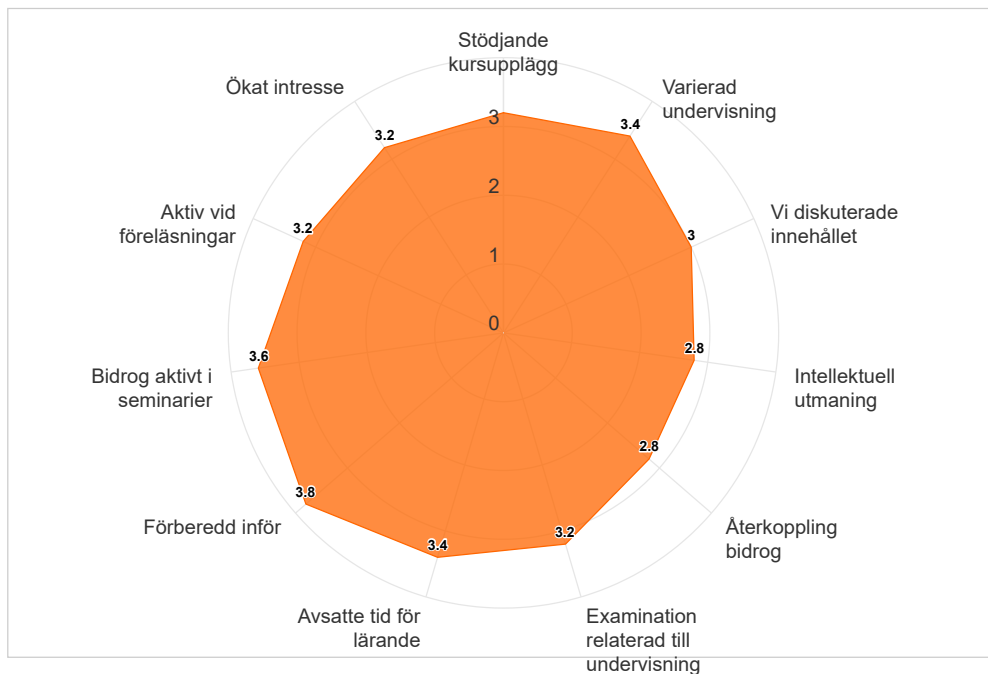 Stödjande
kursupplägg
Ökat intresse
Varierad
undervisning
3
3.4
3.2
2
Aktiv vid
föreläsningar
3.2
Vi diskuterade
innehållet
3
1
0
3.6
2.8
Bidrog aktivt i
seminarier
Intellektuell
utmaning
2.8
3.8
Förberedd inför
Återkoppling
bidrog
3.4
3.2
Avsatte tid för
lärande
Examination
relaterad till
undervisning